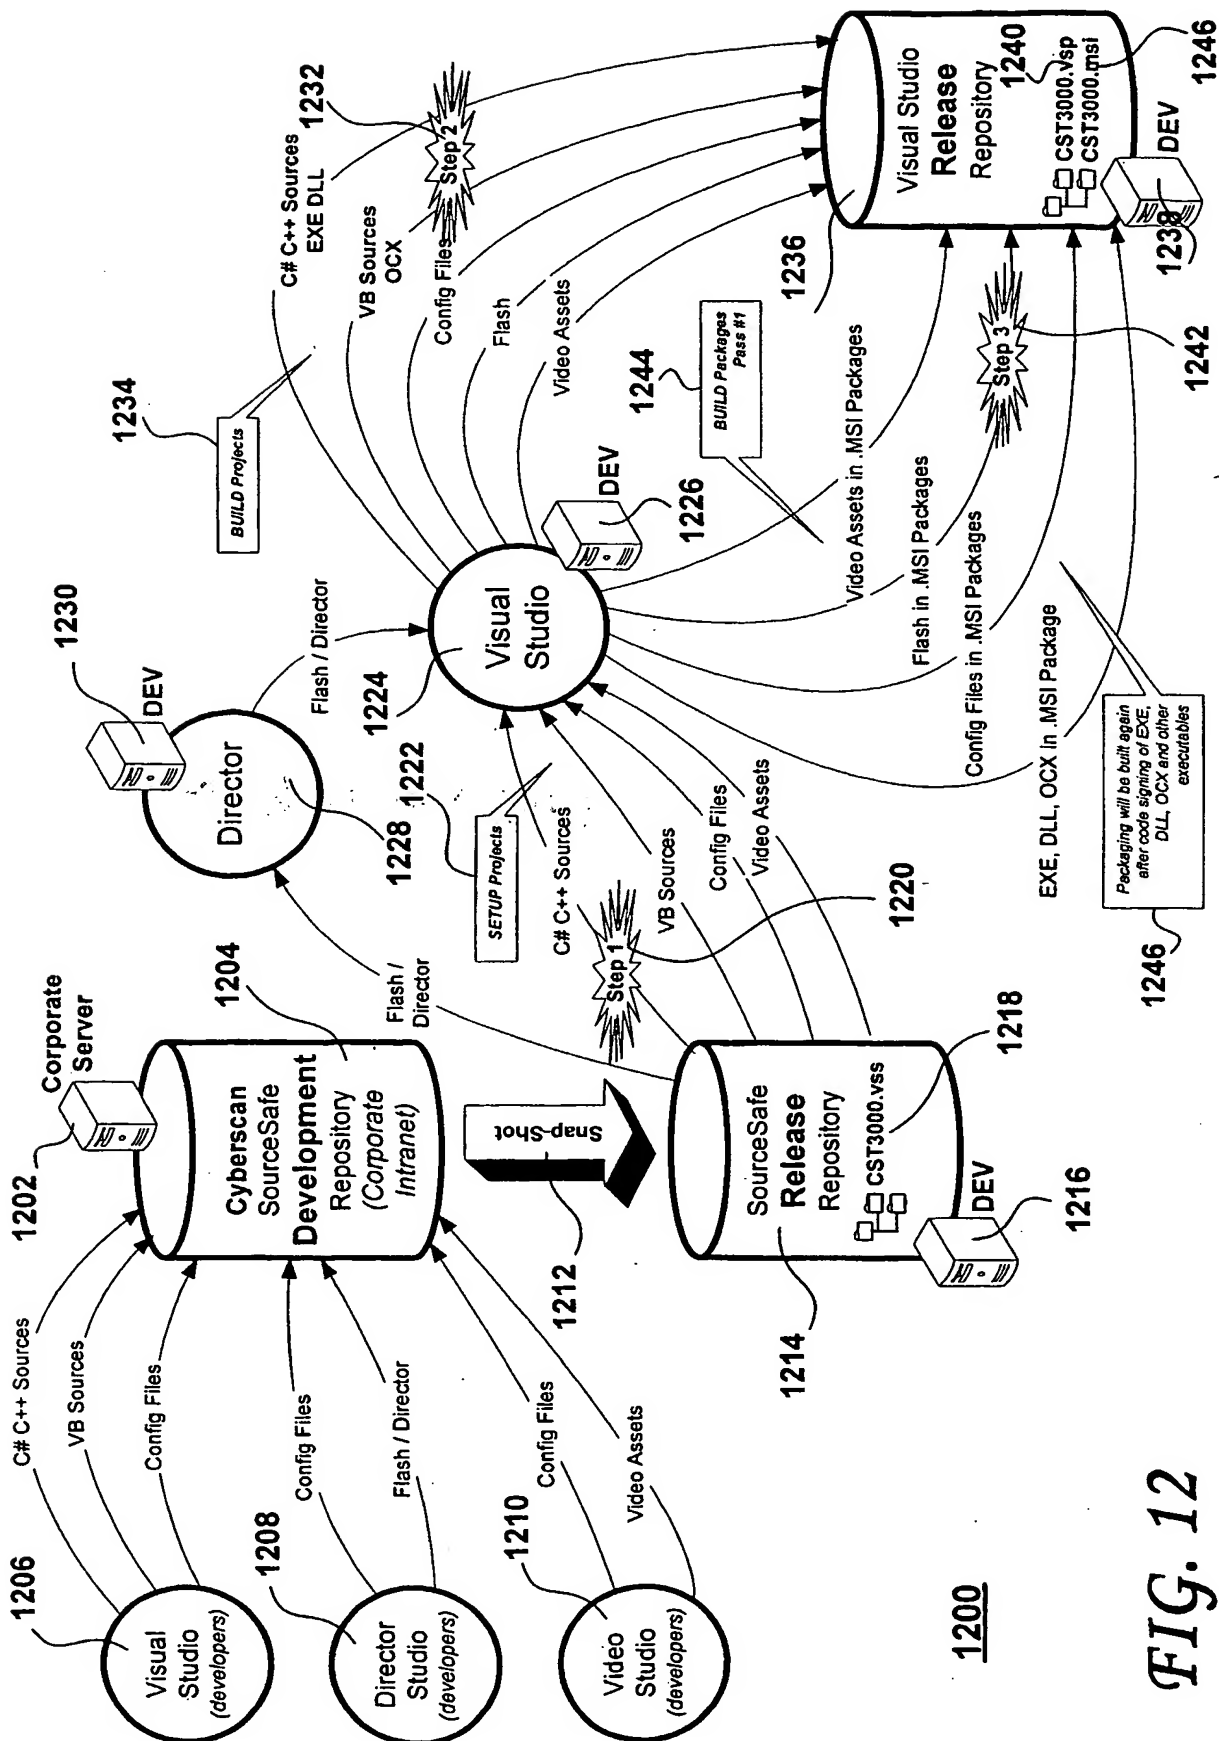 1206
Visual
Studio
(developers)
C# C++ Sources
VB Sources
Config Files
1208
Director
Studio
(developers)
Config Files
Flash / Director
1210
Video
Studio
(developers)
Config Files
Video Assets
1202
Corporate
Server
Cyberscan
SourceSafe
Development
Repository
(Corporate
Intranet)
1204
1212
Snap-Shot
1214
SourceSafe
Release
Repository
CST3000.vss
1218
DEV
1216
Flash /
Director
Director
DEV
1230
1228
Flash / Director
1222
SETUP Projects
C# C++ Sources
Step 1
VB Sources
Config Files
Video Assets
1220
1224
Visual
Studio
DEV
1226
1234
BUILD Projects
C# C++ Sources
EXE DLL
VB Sources
OCX
Config Files
Flash
Video Assets
Step 2
1232
1244
BUILD Packages
Pass #1
Video Assets in .MSI Packages
Flash in .MSI Packages
Config Files in .MSI Packages
EXE, DLL, OCX in .MSI Package
Step 3
1242
Packaging will be built again
after code signing of EXE,
DLL, OCX and other
executables
1246
1236
Visual Studio
Release
Repository
1240
CST3000.vsp
CST3000.msi
1246
DEV
1238
1200
FIG. 12